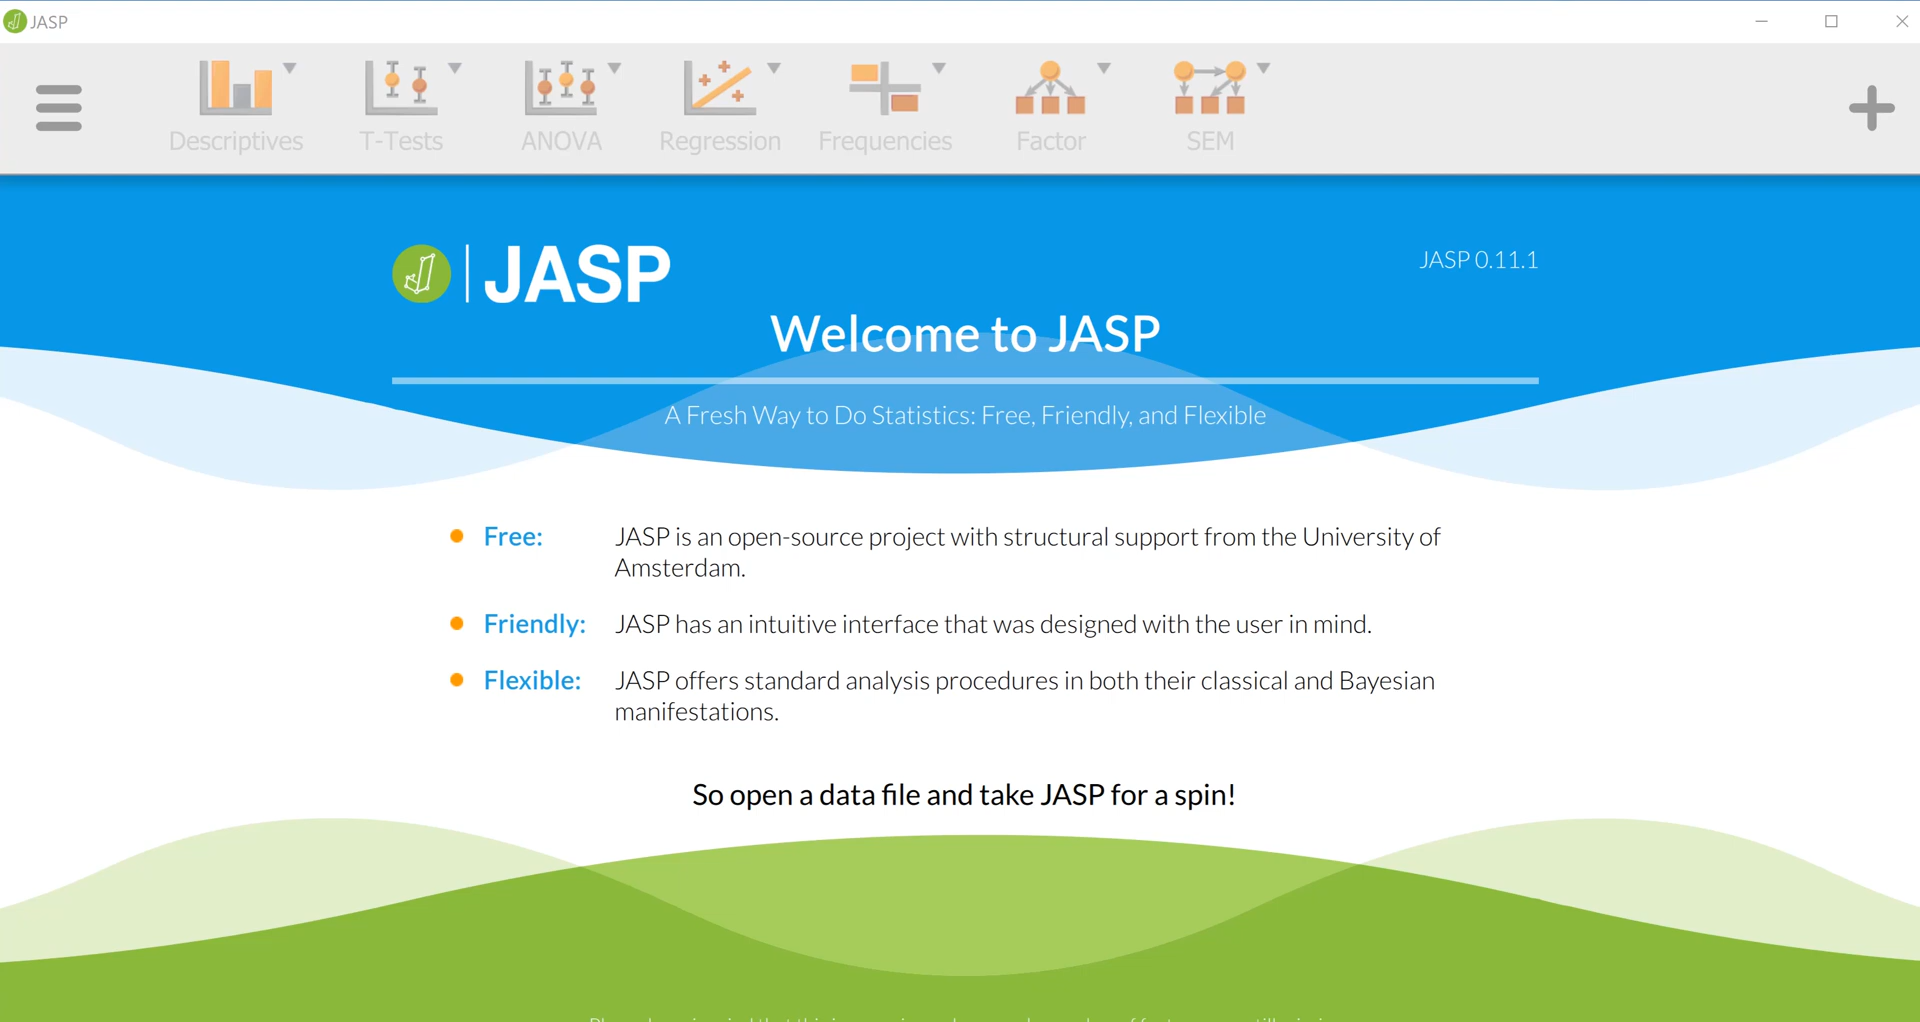 JASP
Descriptives
T-Tests
ANOVA
Regression
Frequencies
Factor
SEM
JASP
JASP 0.11.1
Welcome to JASP
A Fresh Way to Do Statistics: Free, Friendly, and Flexible
Free: JASP is an open-source project with structural support from the University of
Amsterdam.
Friendly: JASP has an intuitive interface that was designed with the user in mind.
Flexible: JASP offers standard analysis procedures in both their classical and Bayesian
manifestations.
So open a data file and take JASP for a spin!